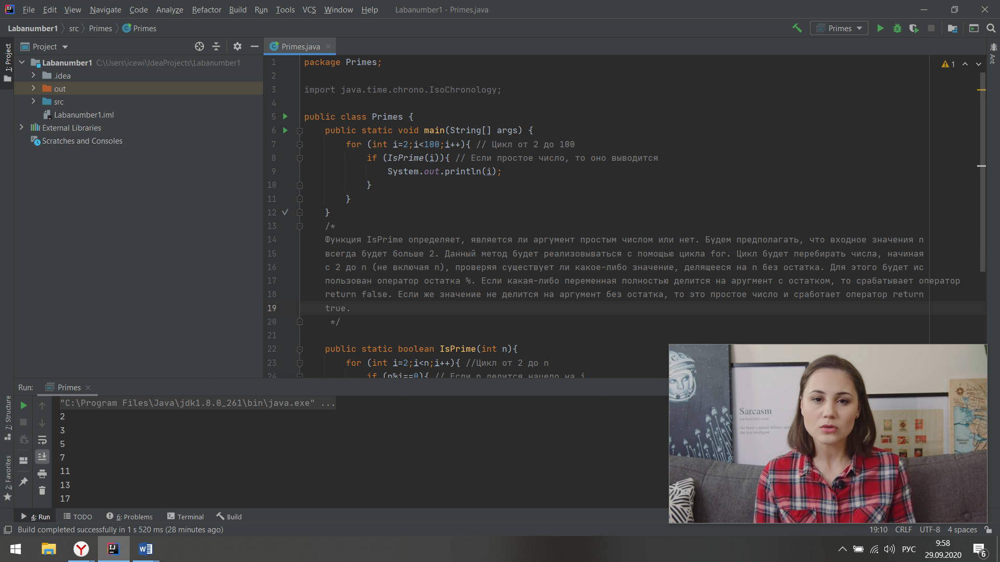 File Edit View Navigate Code Analyze Refactor Build Run Tools VCS Window Help Labanumber1 - Primes.java
Labanumber1 src Primes Primes
Primes
1: Project
Project
Labanumber1 C:\Users\icewi\IdeaProjects\Labanumber1
.idea
out
src
Labanumber1.iml
External Libraries
Scratches and Consoles
Primes.java
1
Ant
1 package Primes;
2
3 import java.time.chrono.IsoChronology;
4
5 public class Primes {
6 public static void main(String[] args) {
7 for (int i=2;i<100;i++){ // Цикл от 2 до 100
8 if (IsPrime(i)){ // Если простое число, то оно выводится
9 System.out.println(i);
10 }
11 }
12 }
13 /*
14 Функция IsPrime определяет, является ли аргумент простым числом или нет. Будем предполагать, что входное значения n
15 всегда будет больше 2. Данный метод будет реализовываться с помощью цикла for. Цикл будет перебирать числа, начиная
16 с 2 до n (не включая n), проверяя существует ли какое-либо значение, делящееся на n без остатка. Для этого будет ис
17 пользован оператор остатка %. Если какая-либо переменная полностью делится на аругмент с остатком, то срабатывает оператор
18 return false. Если же значение не делится на аргумент без остатка, то это простое число и сработает оператор return
19 true.
20 */
21
22 public static boolean IsPrime(int n){
23 for (int i=2;i<n;i++){ //Цикл от 2 до n
24 if (n%i==0){ // Если n делится нацело на i
Run: Primes
7: Structure
2: Favorites
"C:\Program Files\Java\jdk1.8.0_261\bin\java.exe" ...
2
3
5
7
11
13
17
СССР
Sarcasm
the brain's natural defence
the less intelligent
4: Run TODO 6: Problems Terminal Build
Build completed successfully in 1 s 520 ms (28 minutes ago)
19:10 CRLF UTF-8 4 spaces
РУС
9:58
29.09.2020
6